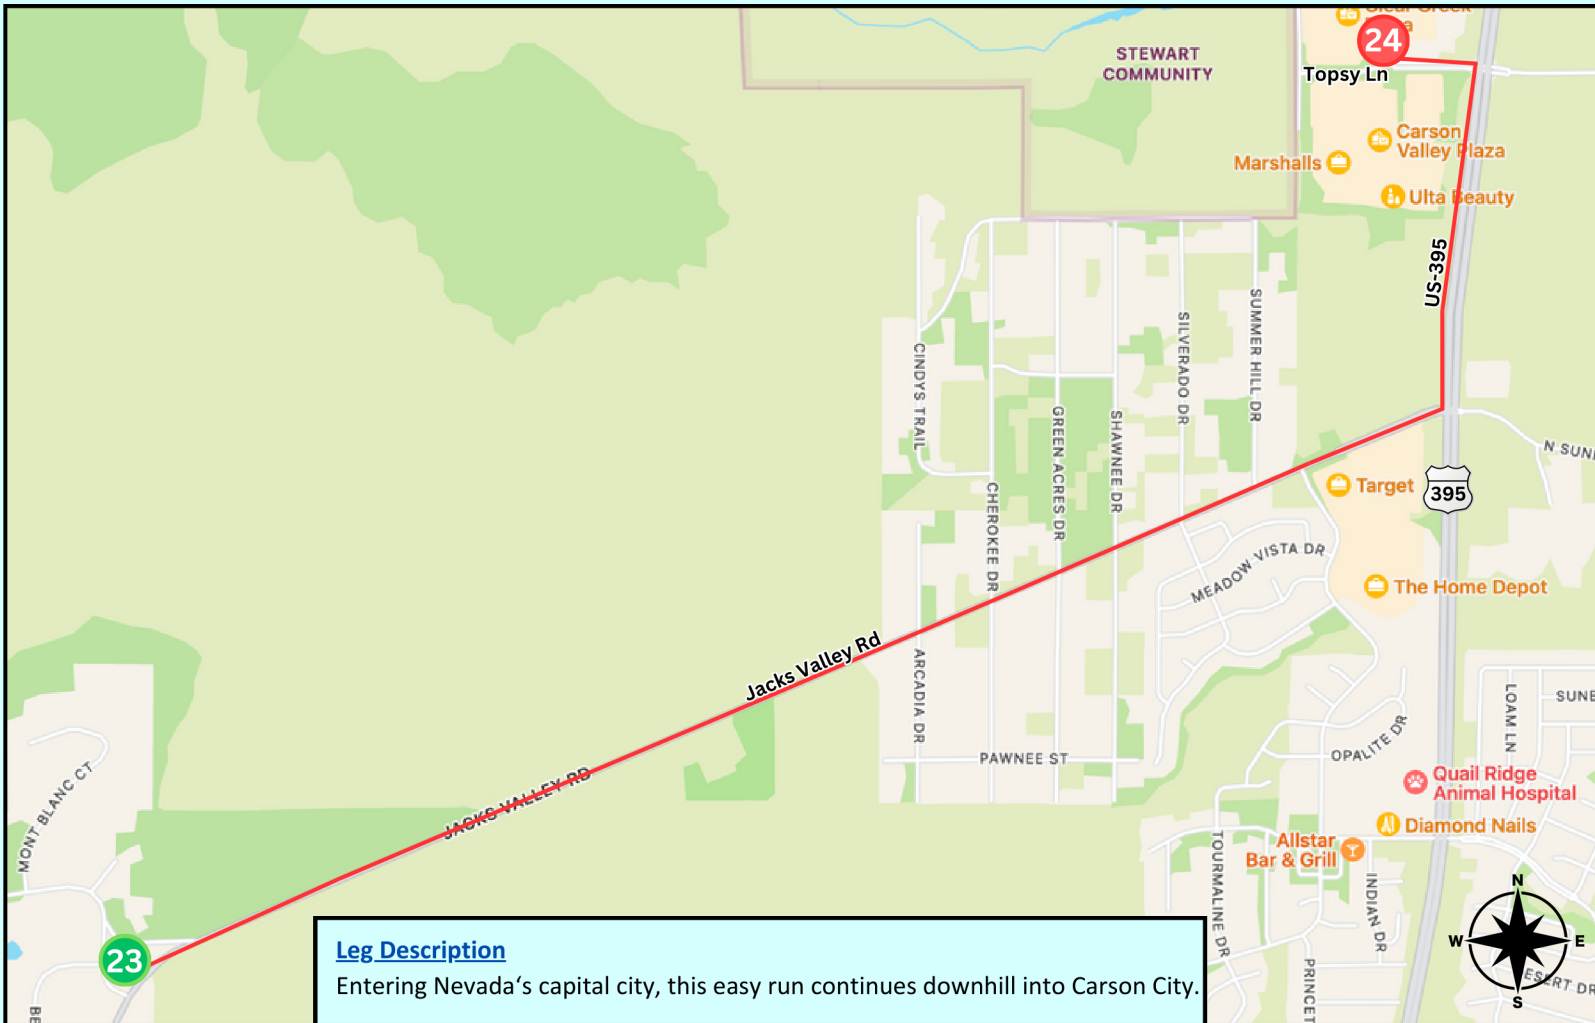 24
Topsy Ln
STEWART
COMMUNITY
Carson
Valley Plaza
Marshalls
Ulta Beauty
US-395
CINDYS TRAIL
CHEROKEE DR
GREEN ACRES DR
SHAWNEE DR
SILVERADO DR
SUMMER HILL DR
Target
395
The Home Depot
MEADOW VISTA DR
Jacks Valley Rd
JACKS VALLEY RD
ARCADIA DR
PAWNEE ST
OPALITE DR
LOAM LN
Quail Ridge
Animal Hospital
Diamond Nails
Allstar
Bar & Grill
TOURMALINE DR
INDIAN DR
PRINCET
MONT BLANC CT
23
BE
N SUN
SUNE
ESERT DR
N
W
E
S
Leg Description
Entering Nevada‘s capital city, this easy run continues downhill into Carson City.